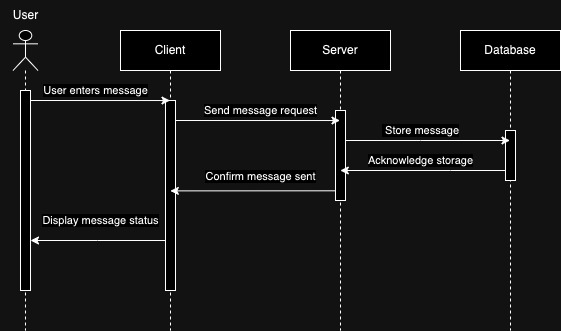 User
Client
Server
Database
User enters message
Send message request
Store message
Acknowledge storage
Confirm message sent
Display message status